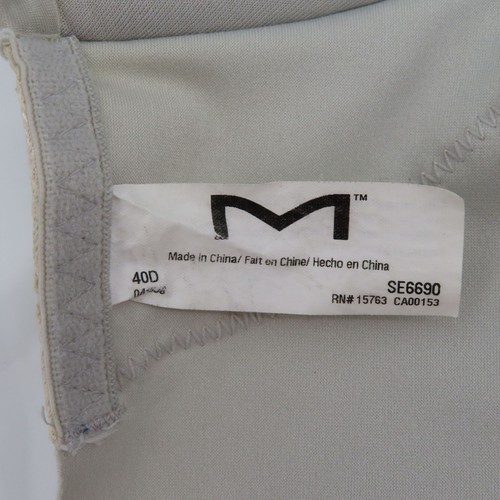 M™
Made in China/ Fait en Chine/ Hecho en China
40D
SE6690
RN# 15763 CA00153